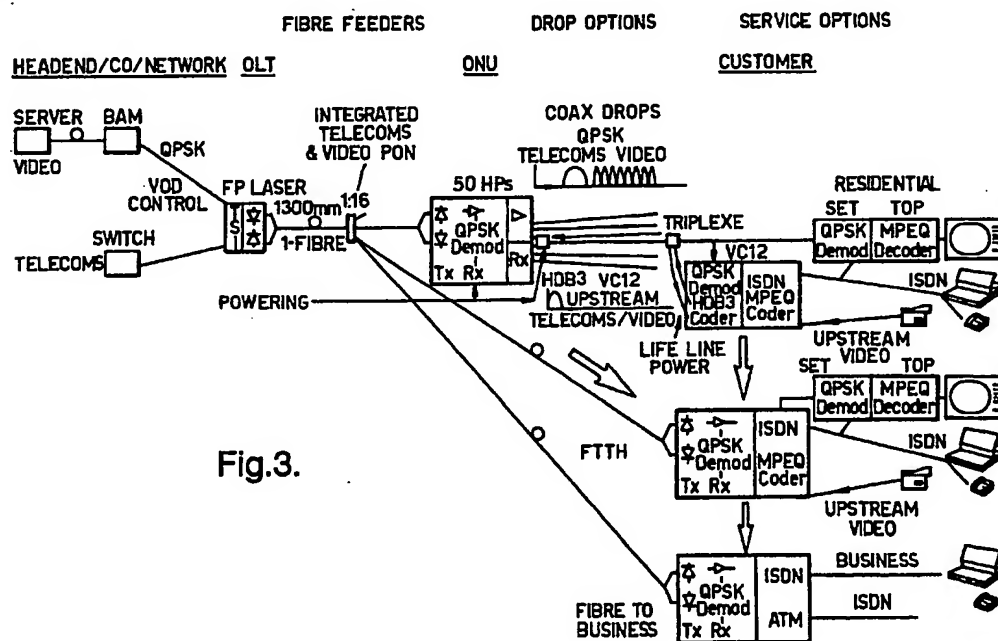 FIBRE FEEDERS
DROP OPTIONS
SERVICE OPTIONS
HEADEND/CO/NETWORK
OLT
ONU
CUSTOMER
SERVER
BAM
VIDEO
QPSK
VOD
CONTROL
SWITCH
TELECOMS
FP LASER
T
S
I
1300mm
1-FIBRE
1:16
INTEGRATED
TELECOMS
& VIDEO PON
POWERING
50 HPs
QPSK
Demod
Tx Rx
Rx
COAX DROPS
QPSK
TELECOMS VIDEO
HDB3 VC12
UPSTREAM
TELECOMS/VIDEO
TRIPLEXE
VC12
QPSK
Demod
HDB3
Coder
ISDN
MPEQ
Coder
LIFE LINE
POWER
RESIDENTIAL
SET TOP
QPSK
Demod
MPEQ
Decoder
ISDN
UPSTREAM
VIDEO
SET TOP
QPSK
Demod
MPEQ
Decoder
FTTH
QPSK
Demod
Tx Rx
ISDN
MPEQ
Coder
ISDN
UPSTREAM
VIDEO
FIBRE TO
BUSINESS
QPSK
Demod
Tx Rx
ISDN
ATM
BUSINESS
ISDN
Fig.3.